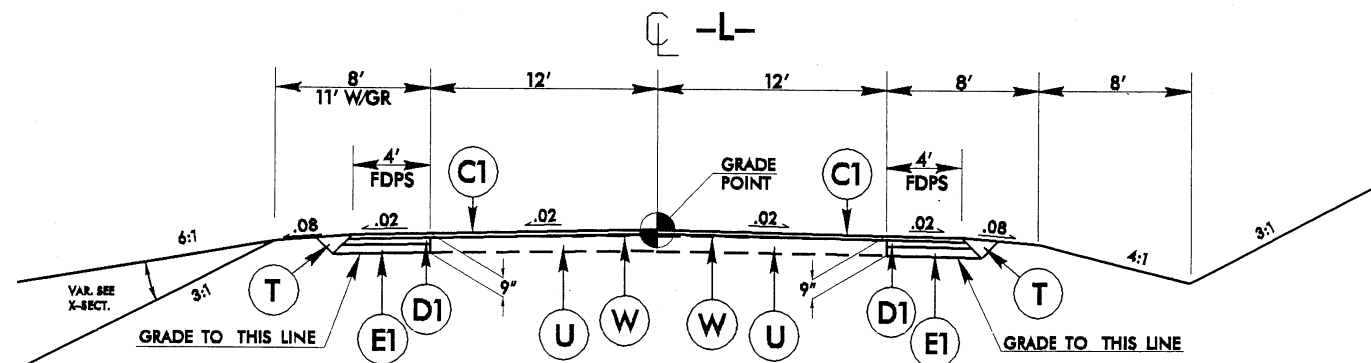 ℄ -L-
8' 12' 12' 8' 8'
11' W/GR
4' 4'
FDPS FDPS
C1 GRADE POINT C1
.08 .02 .02 .02 .02 .08
6:1 3:1
4:1 3:1
VAR. SEE
X-SECT.
T T
9" 9"
D1 D1
GRADE TO THIS LINE E1 U W W U E1 GRADE TO THIS LINE